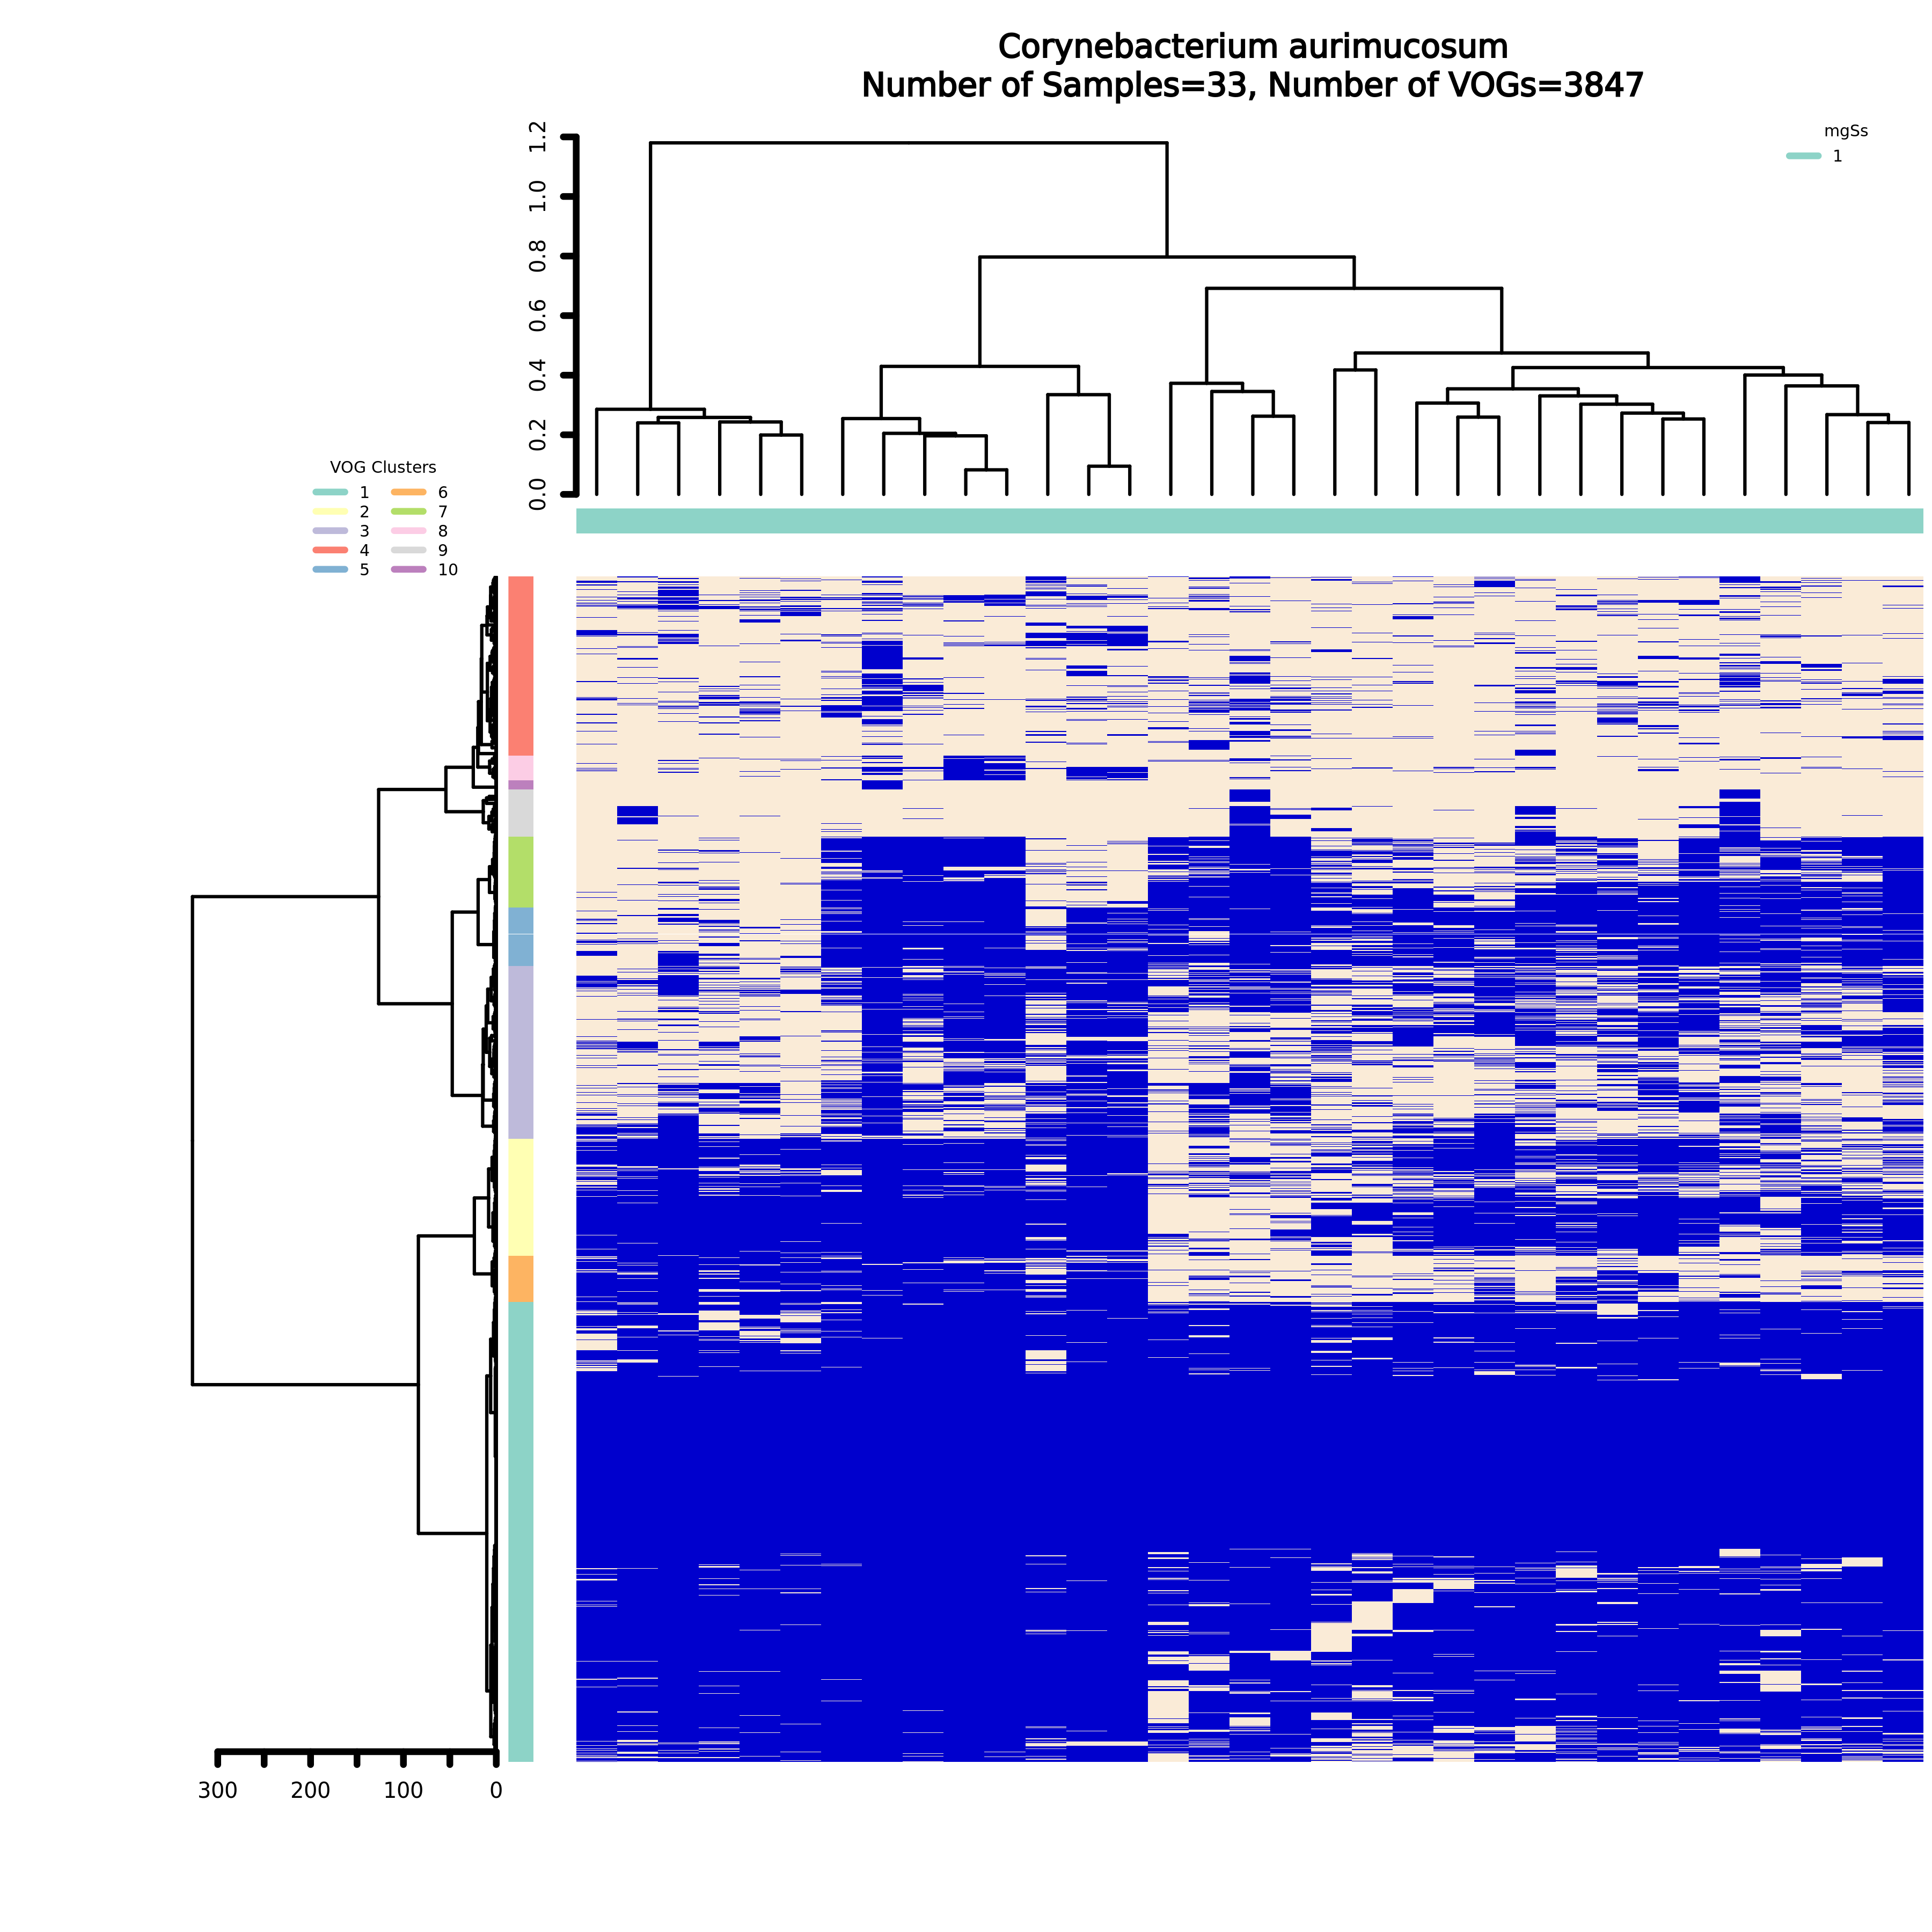 Corynebacterium aurimucosum
Number of Samples=33, Number of VOGs=3847
mgSs
1
1.2
1.0
0.8
0.6
0.4
0.2
0.0
VOG Clusters
1 6
2 7
3 8
4 9
5 10
300 200 100 0